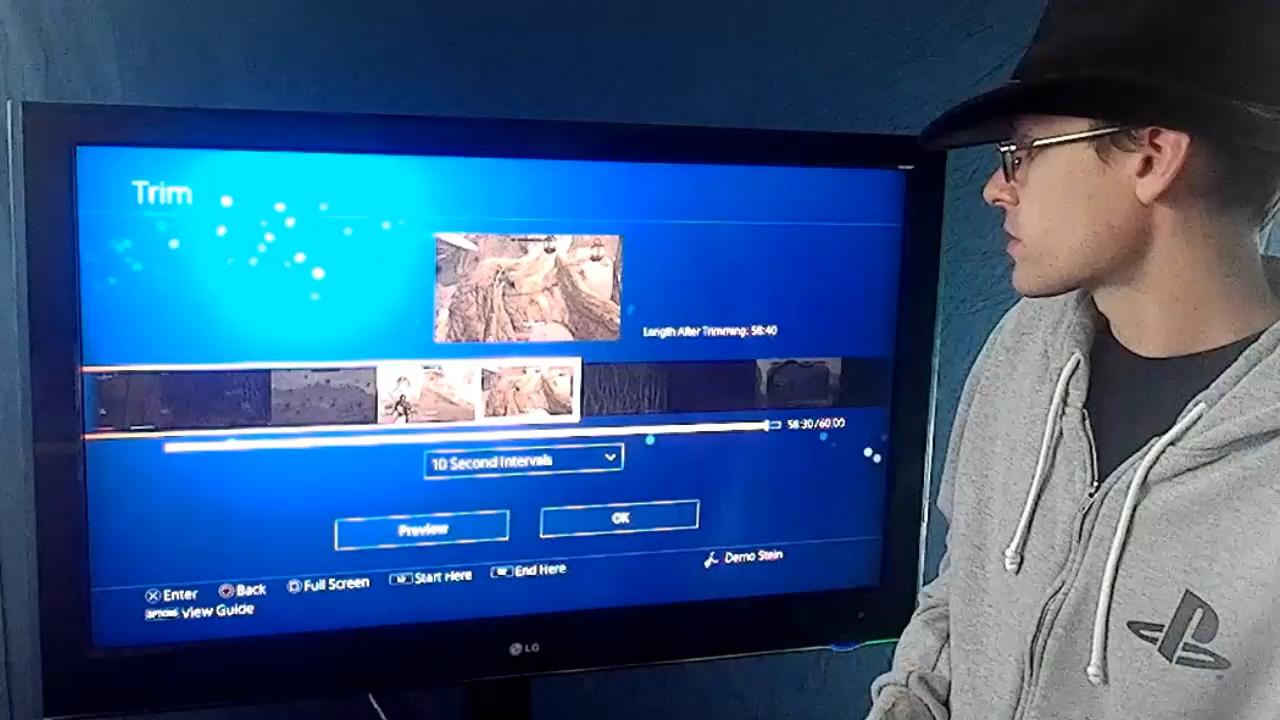 Trim
Length After Trimming: 58:40
58:30/60:00
10 Second Intervals
Preview
OK
Demo Stein
Enter Back Full Screen Start Here End Here
OPTIONS View Guide
LG